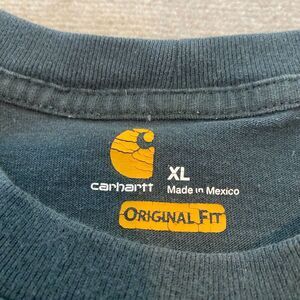 XL
carhartt
Made in Mexico
ORIGINAL FIT